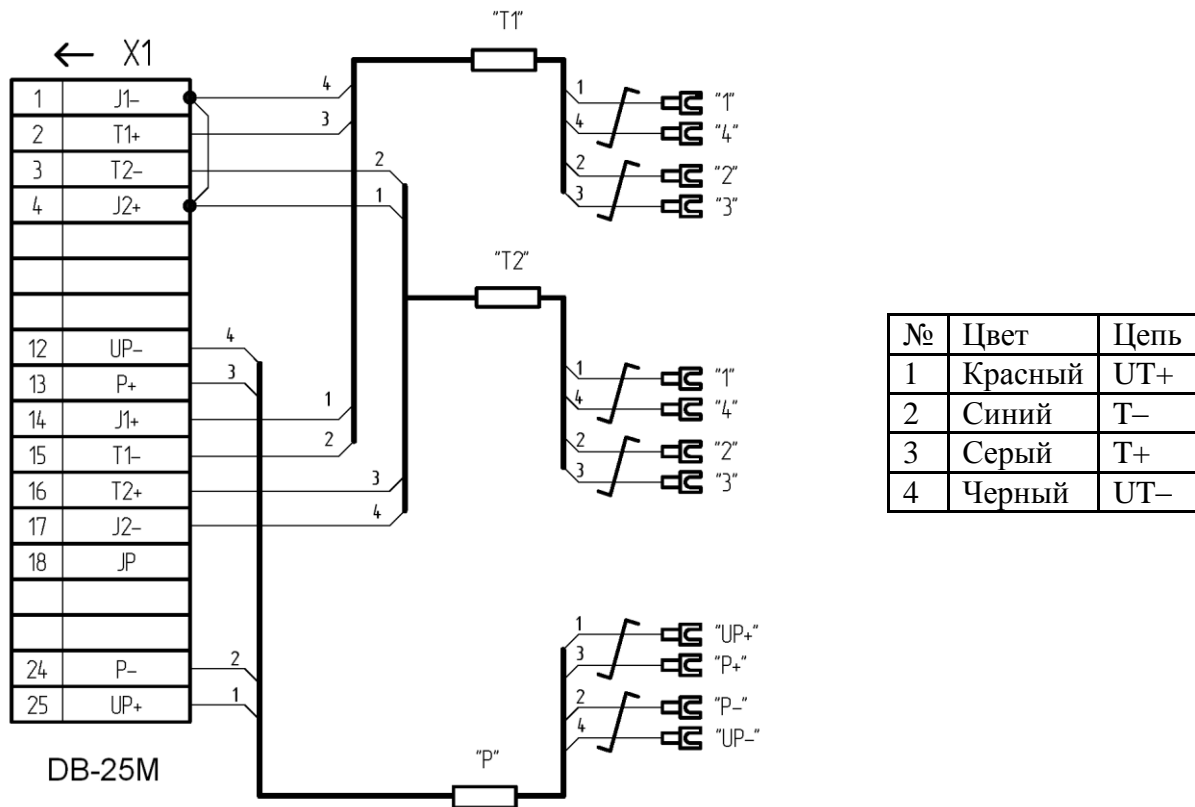 ← X1
1 J1–
2 T1+
3 T2–
4 J2+
12 UP–
13 P+
14 J1+
15 T1–
16 T2+
17 J2–
18 JP
24 P–
25 UP+
DB-25M
4
3
2
1
4
3
1
2
3
4
2
1
"T1"
1 "1"
4 "4"
2 "2"
3 "3"
"T2"
1 "1"
4 "4"
2 "2"
3 "3"
1 "UP+"
3 "P+"
2 "P–"
4 "UP–"
"P"
№ Цвет Цепь
1 Красный UT+
2 Синий T–
3 Серый T+
4 Черный UT–